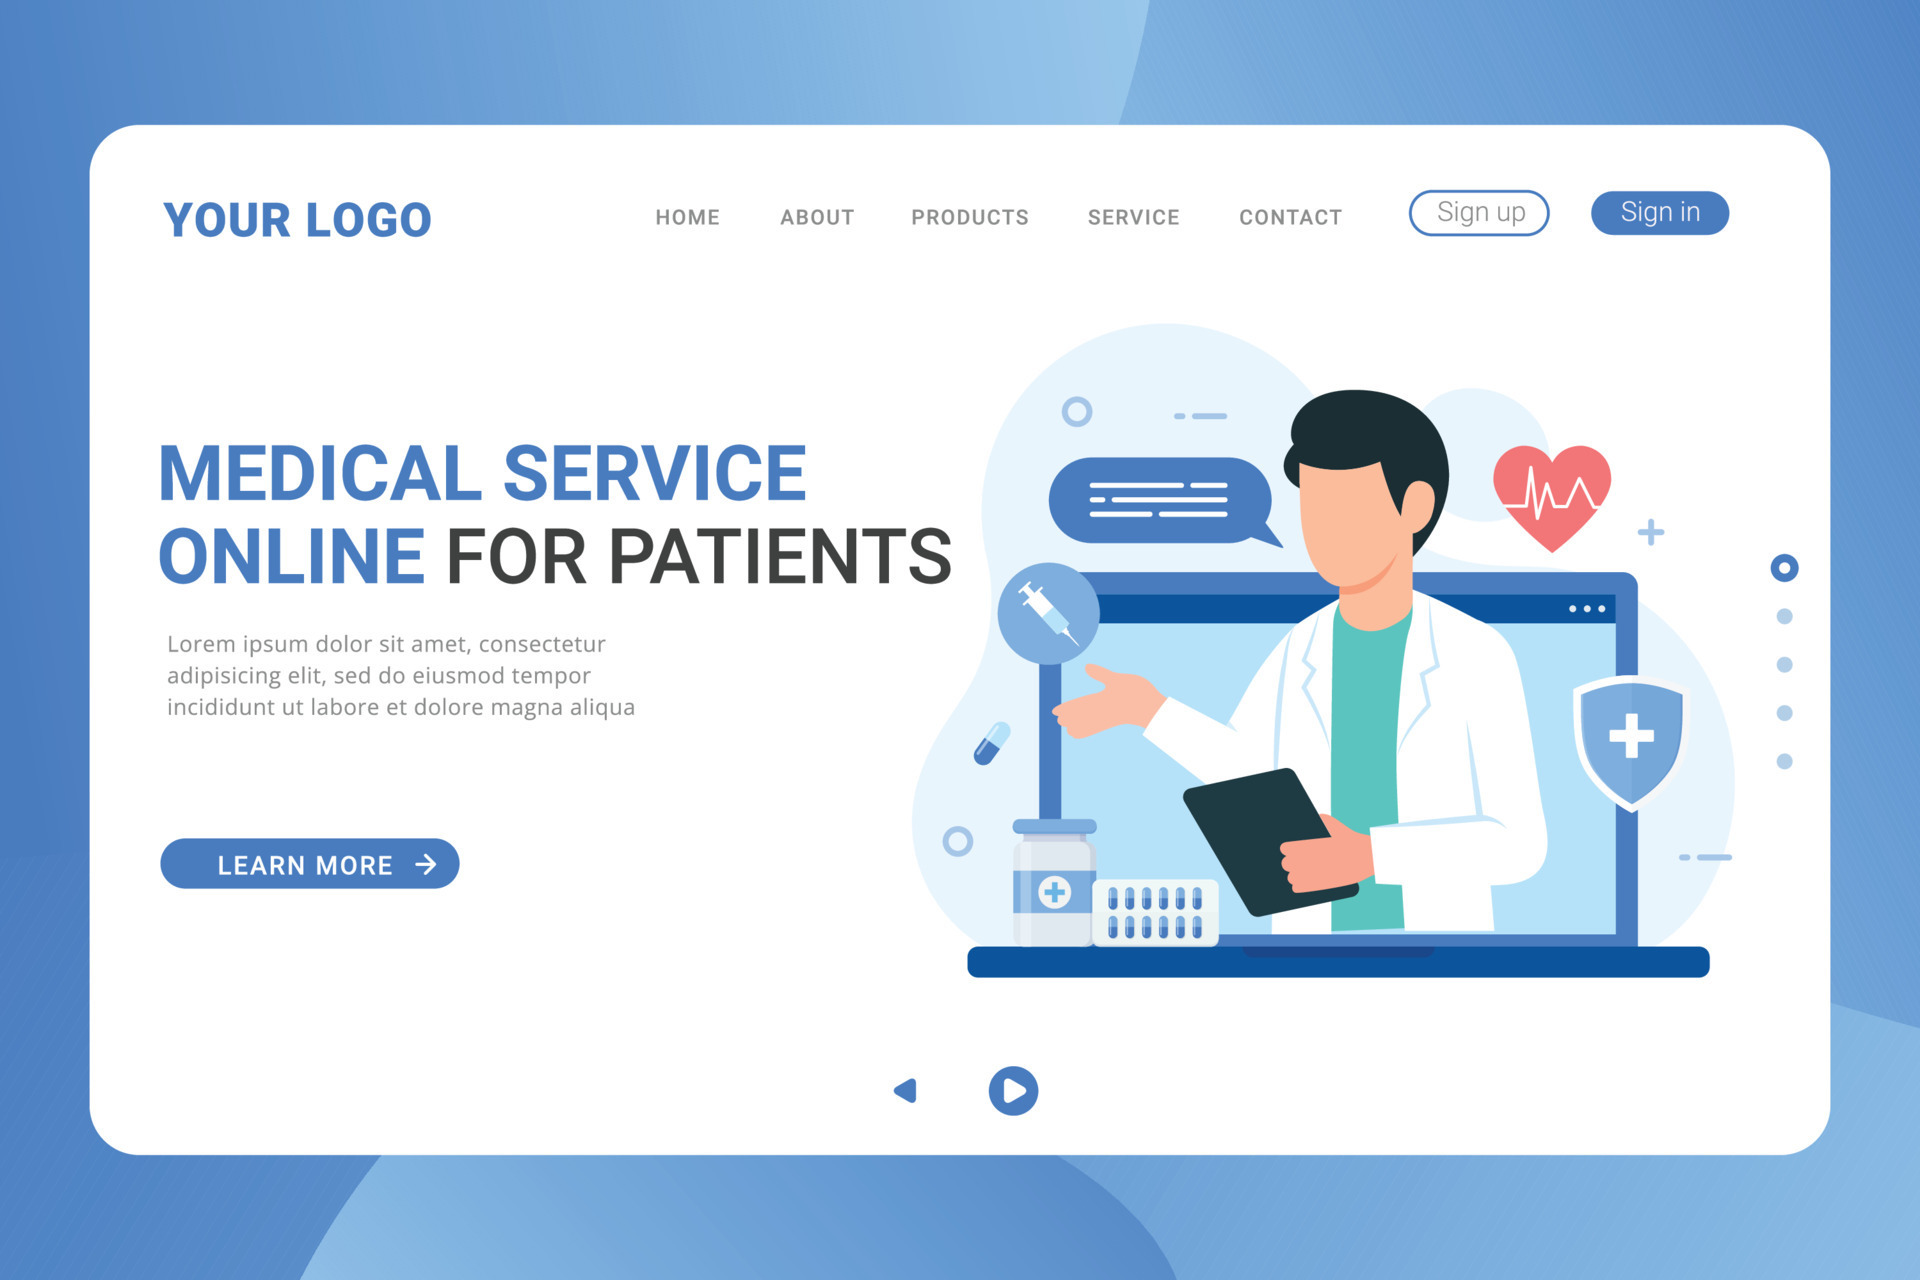 YOUR LOGO
HOME ABOUT PRODUCTS SERVICE CONTACT Sign up Sign in
MEDICAL SERVICE
ONLINE FOR PATIENTS
Lorem ipsum dolor sit amet, consectetur
adipisicing elit, sed do eiusmod tempor
incididunt ut labore et dolore magna aliqua
LEARN MORE